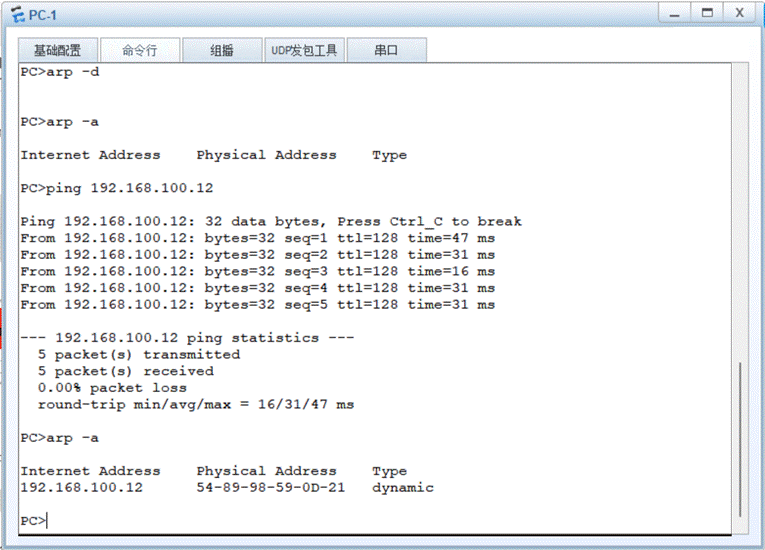 PC-1
基础配置 命令行 组播 UDP发包工具 串口
PC>arp -d
PC>arp -a
Internet Address Physical Address Type
PC>ping 192.168.100.12
Ping 192.168.100.12: 32 data bytes, Press Ctrl_C to break
From 192.168.100.12: bytes=32 seq=1 ttl=128 time=47 ms
From 192.168.100.12: bytes=32 seq=2 ttl=128 time=31 ms
From 192.168.100.12: bytes=32 seq=3 ttl=128 time=16 ms
From 192.168.100.12: bytes=32 seq=4 ttl=128 time=31 ms
From 192.168.100.12: bytes=32 seq=5 ttl=128 time=31 ms
--- 192.168.100.12 ping statistics ---
5 packet(s) transmitted
5 packet(s) received
0.00% packet loss
round-trip min/avg/max = 16/31/47 ms
PC>arp -a
Internet Address Physical Address Type
192.168.100.12 54-89-98-59-0D-21 dynamic
PC>